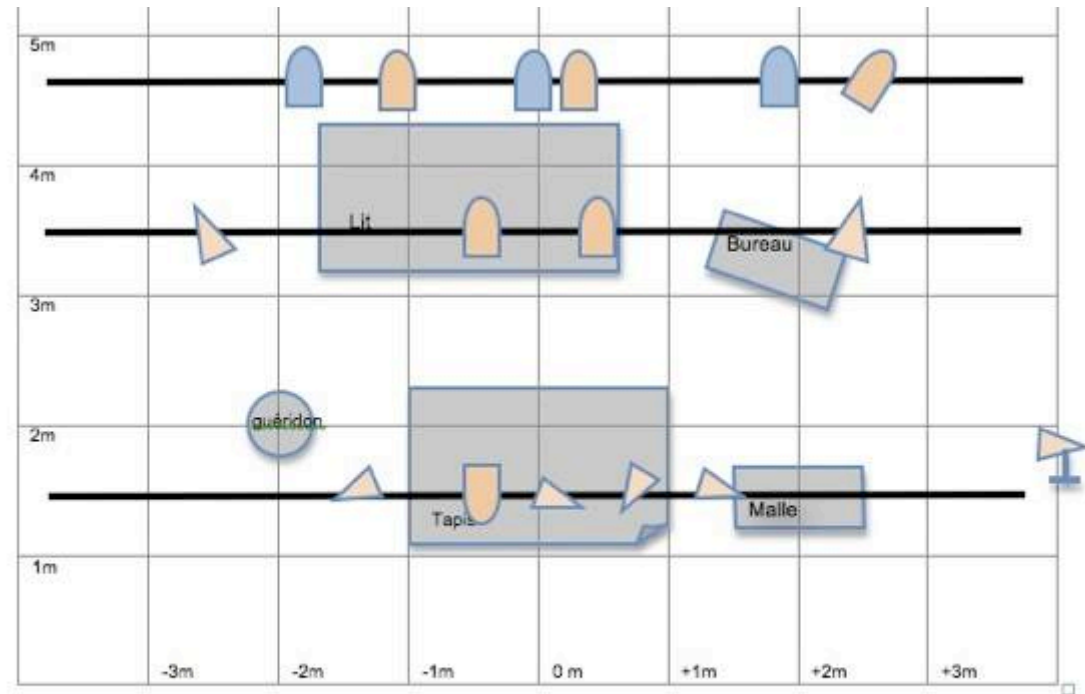 5m
4m
Lit
Bureau
3m
guéridon
2m
Tapis
Malle
1m
-3m
-2m
-1m
0 m
+1m
+2m
+3m